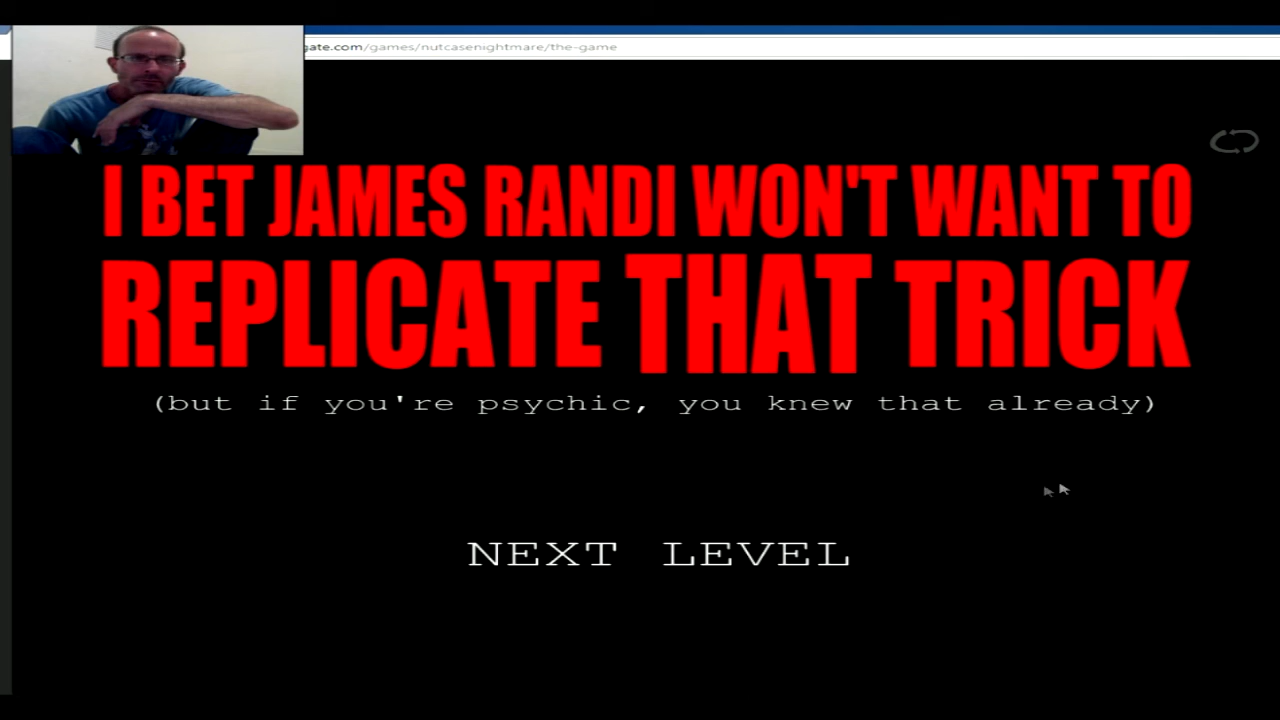 gate.com/games/nutcasenightmare/the-game
I BET JAMES RANDI WON'T WANT TO
REPLICATE THAT TRICK
(but if you're psychic, you knew that already)
NEXT LEVEL